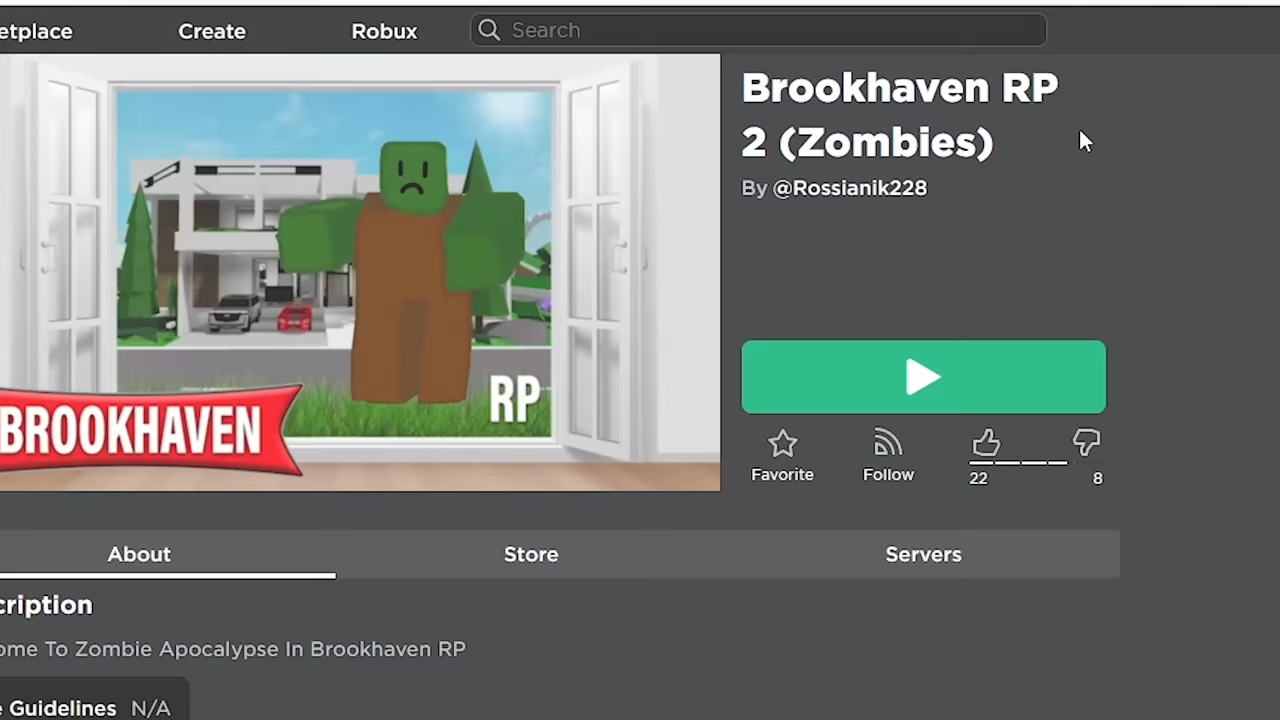 etplace Create Robux Search
Brookhaven RP
2 (Zombies)
By @Rossianik228
RP
BROOKHAVEN
Favorite Follow 22 8
About Store Servers
cription
ome To Zombie Apocalypse In Brookhaven RP
e Guidelines N/A